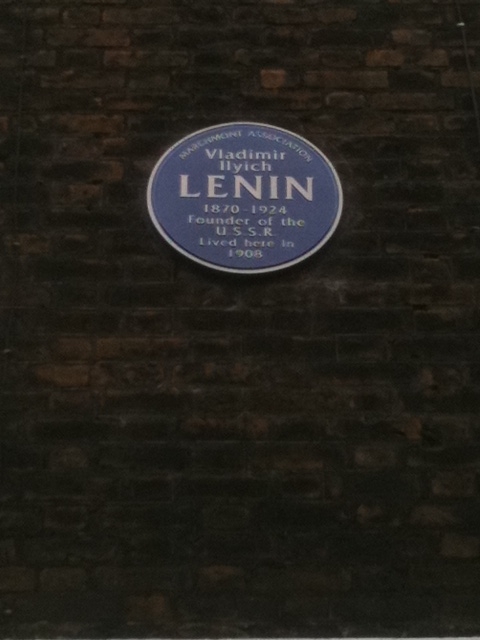 MARCHMONT ASSOCIATION
Vladimir
Ilyich
LENIN
1870-1924
Founder of the
U.S.S.R.
Lived here in
1908